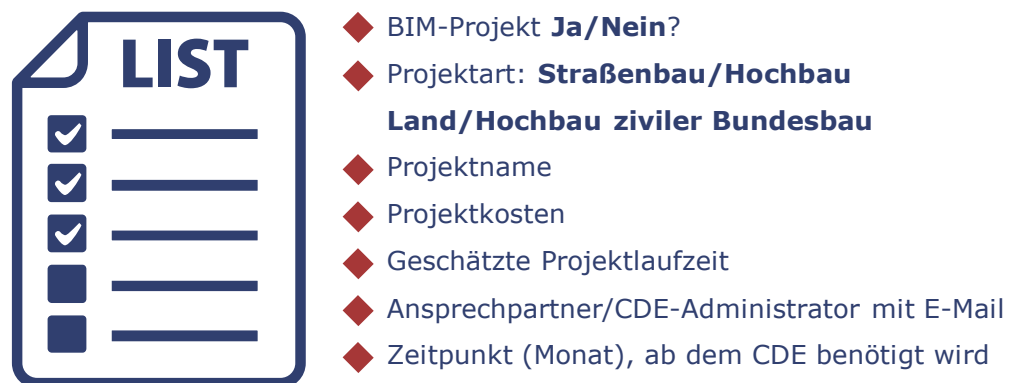 LIST
BIM-Projekt Ja/Nein?
Projektart: Straßenbau/Hochbau
Land/Hochbau ziviler Bundesbau
Projektname
Projektkosten
Geschätzte Projektlaufzeit
Ansprechpartner/CDE-Administrator mit E-Mail
Zeitpunkt (Monat), ab dem CDE benötigt wird